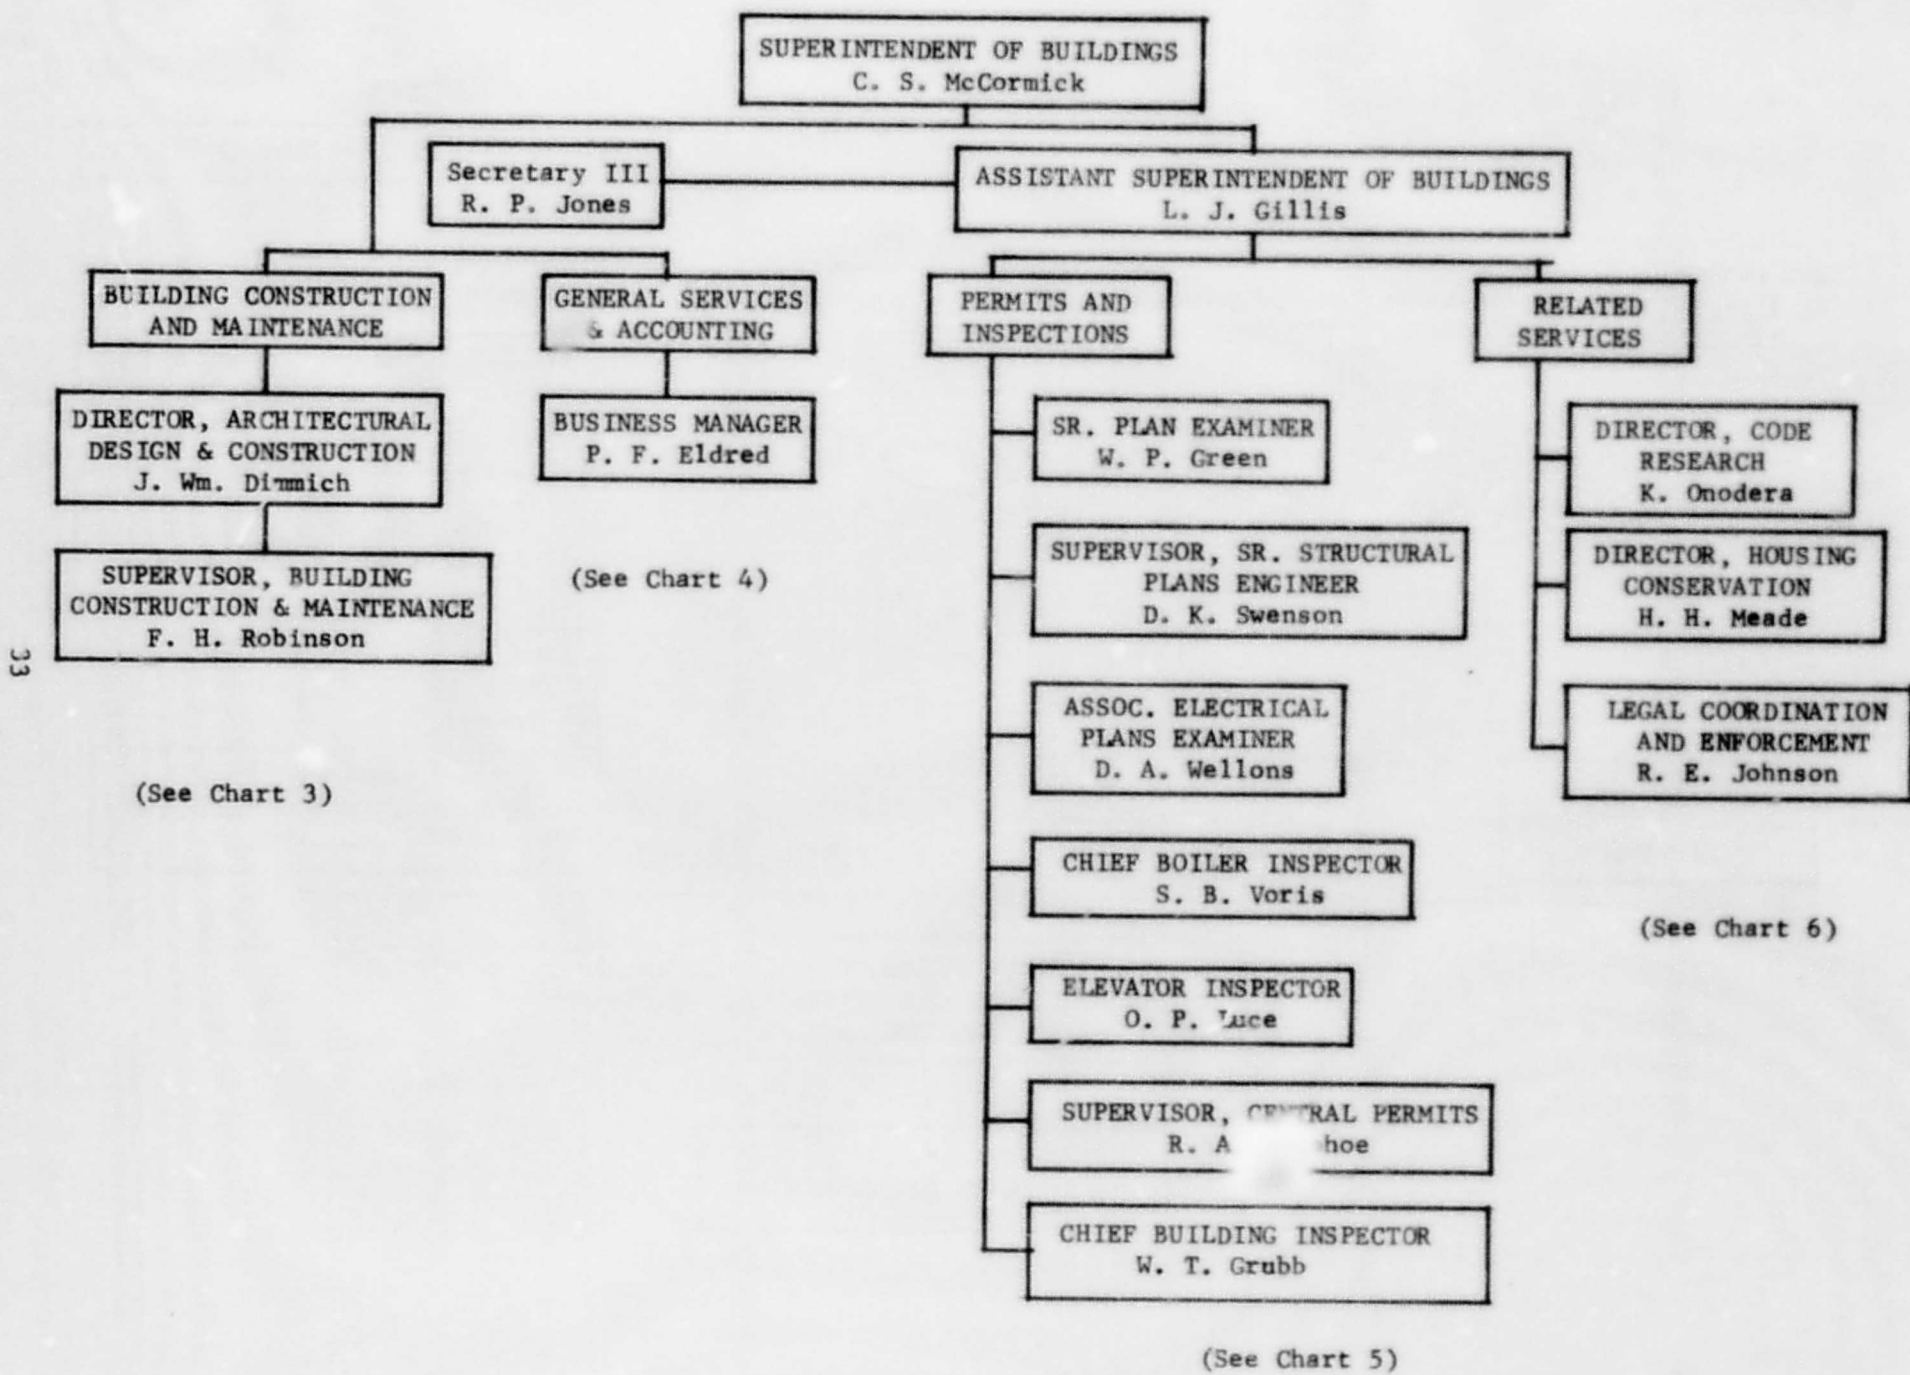 SUPERINTENDENT OF BUILDINGS
C. S. McCormick
Secretary III
R. P. Jones
ASSISTANT SUPERINTENDENT OF BUILDINGS
L. J. Gillis
BUILDING CONSTRUCTION
AND MAINTENANCE
DIRECTOR, ARCHITECTURAL
DESIGN & CONSTRUCTION
J. Wm. Dimmich
SUPERVISOR, BUILDING
CONSTRUCTION & MAINTENANCE
F. H. Robinson
(See Chart 3)
GENERAL SERVICES
& ACCOUNTING
BUSINESS MANAGER
P. F. Eldred
(See Chart 4)
PERMITS AND
INSPECTIONS
SR. PLAN EXAMINER
W. P. Green
SUPERVISOR, SR. STRUCTURAL
PLANS ENGINEER
D. K. Swenson
ASSOC. ELECTRICAL
PLANS EXAMINER
D. A. Wellons
CHIEF BOILER INSPECTOR
S. B. Voris
ELEVATOR INSPECTOR
O. P. Luce
SUPERVISOR, CENTRAL PERMITS
R. A.
CHIEF BUILDING INSPECTOR
W. T. Grubb
(See Chart 5)
RELATED
SERVICES
DIRECTOR, CODE
RESEARCH
K. Onodera
DIRECTOR, HOUSING
CONSERVATION
H. H. Meade
LEGAL COORDINATION
AND ENFORCEMENT
R. E. Johnson
(See Chart 6)
33